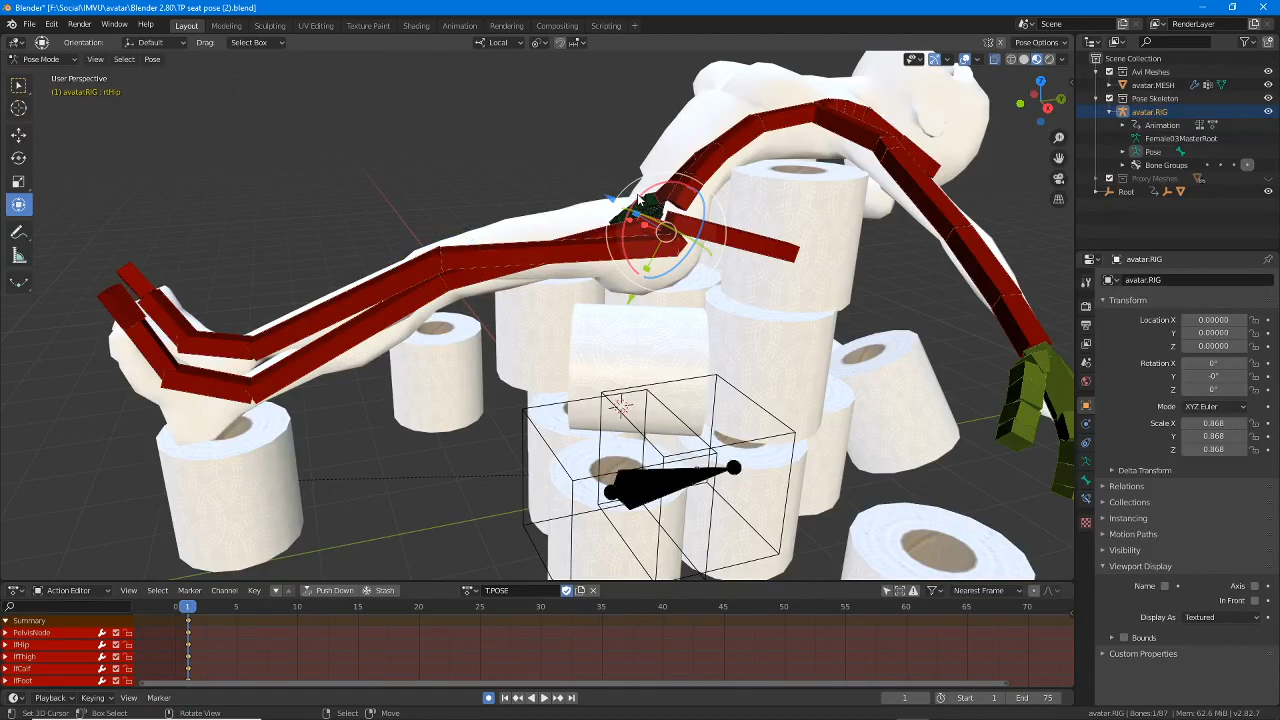 Blender* [F:\Social\IMVU\avatar\Blender 2.80\TP seat pose (2).blend]
File Edit Render Window Help Layout Modeling Sculpting UV Editing Texture Paint Shading Animation Rendering Compositing Scripting Scene RenderLayer
Orientation: Default Drag: Select Box Local Pose Options
Pose Mode View Select Pose
User Perspective
(1) avatar.RIG : rtHip
X
Y
Z
Scene Collection
Avi Meshes
avatar.MESH
Pose Skeleton
avatar.RIG
Animation
Female03MasterRoot
Pose
Bone Groups
Proxy Meshes
Root
avatar.RIG
avatar.RIG
Transform
Location X 0.00000
Y 0.00000
Z 0.00000
Rotation X 0°
Y -0°
Z 0°
Mode XYZ Euler
Scale X 0.868
Y 0.868
Z 0.868
Delta Transform
Relations
Collections
Instancing
Motion Paths
Visibility
Viewport Display
Name Axis
In Front
Display As Textured
Bounds
Custom Properties
Action Editor View Select Marker Channel Key Push Down Stash T.POSE Nearest Frame
0 1 5 10 15 20 25 30 35 40 45 50 55 60 65 70
Summary
PelvisNode
lfHip
lfThigh
lfCalf
lfFoot
Playback Keying View Marker 1 Start 1 End 75
Set 3D Cursor Box Select Rotate View Select Move avatar.RIG | Bones:1/87 | Mem: 62.6 MiB | v2.82.7